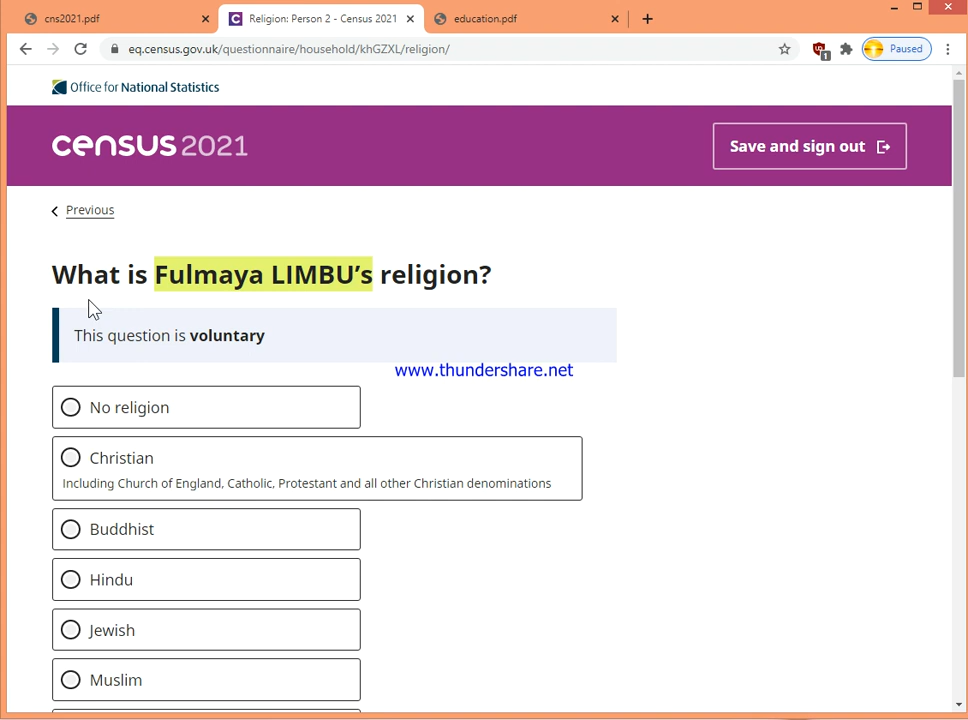 cns2021.pdf
Religion: Person 2 - Census 2021
education.pdf
eq.census.gov.uk/questionnaire/household/khGZXL/religion/
1
Paused
Office for National Statistics
census 2021
Save and sign out
Previous
What is Fulmaya LIMBU’s religion?
This question is voluntary
www.thundershare.net
No religion
Christian
Including Church of England, Catholic, Protestant and all other Christian denominations
Buddhist
Hindu
Jewish
Muslim